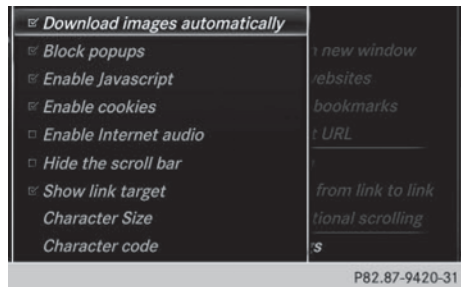 Download images automatically
Block popups
Enable Javascript
Enable cookies
Enable Internet audio
Hide the scroll bar
Show link target
Character Size
Character code
new window
websites
bookmarks
URL
from link to link
tional scrolling
s
P82.87-9420-31